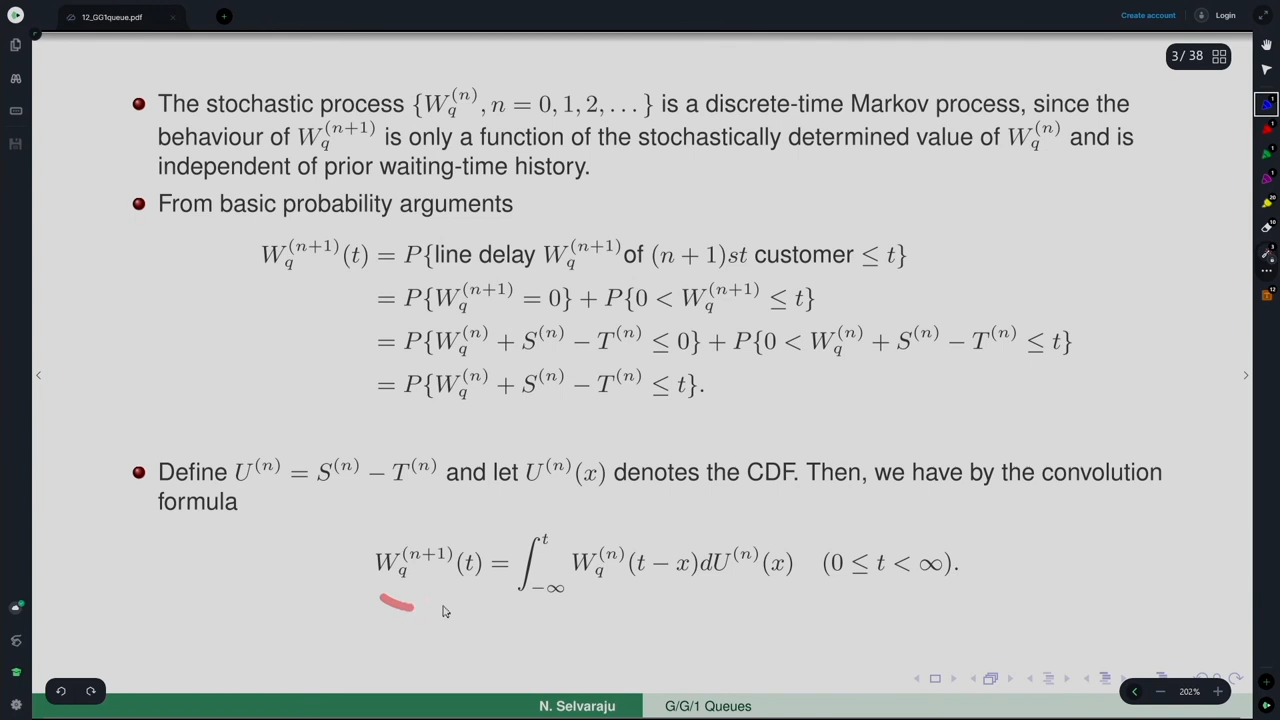 12_GG1queue.pdf
Create account
Login
3 / 38
The stochastic process {W_q^{(n)}, n = 0, 1, 2, . . . } is a discrete-time Markov process, since the
behaviour of W_q^{(n+1)} is only a function of the stochastically determined value of W_q^{(n)} and is
independent of prior waiting-time history.
From basic probability arguments
W_q^{(n+1)}(t) = P{line delay W_q^{(n+1)} of (n + 1)st customer ≤ t}
= P{W_q^{(n+1)} = 0} + P{0 < W_q^{(n+1)} ≤ t}
= P{W_q^{(n)} + S^{(n)} − T^{(n)} ≤ 0} + P{0 < W_q^{(n)} + S^{(n)} − T^{(n)} ≤ t}
= P{W_q^{(n)} + S^{(n)} − T^{(n)} ≤ t}.
Define U^{(n)} = S^{(n)} − T^{(n)} and let U^{(n)}(x) denotes the CDF. Then, we have by the convolution
formula
W_q^{(n+1)}(t) = ∫_{−∞}^{t} W_q^{(n)}(t − x)dU^{(n)}(x) (0 ≤ t < ∞).
202%
N. Selvaraju
G/G/1 Queues